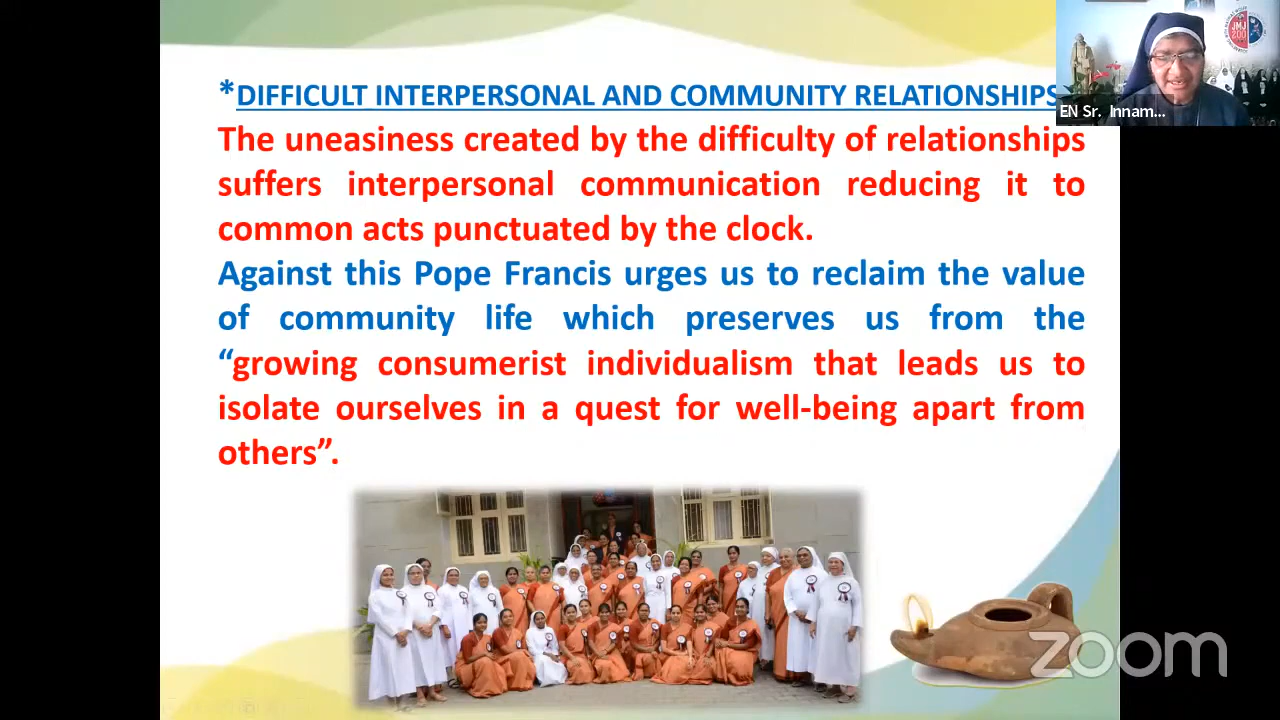 *DIFFICULT INTERPERSONAL AND COMMUNITY RELATIONSHIPS
The uneasiness created by the difficulty of relationships
suffers interpersonal communication reducing it to
common acts punctuated by the clock.
Against this Pope Francis urges us to reclaim the value
of community life which preserves us from the
“growing consumerist individualism that leads us to
isolate ourselves in a quest for well-being apart from
others”.
JMJ
200
EN Sr. Innam...
zoom